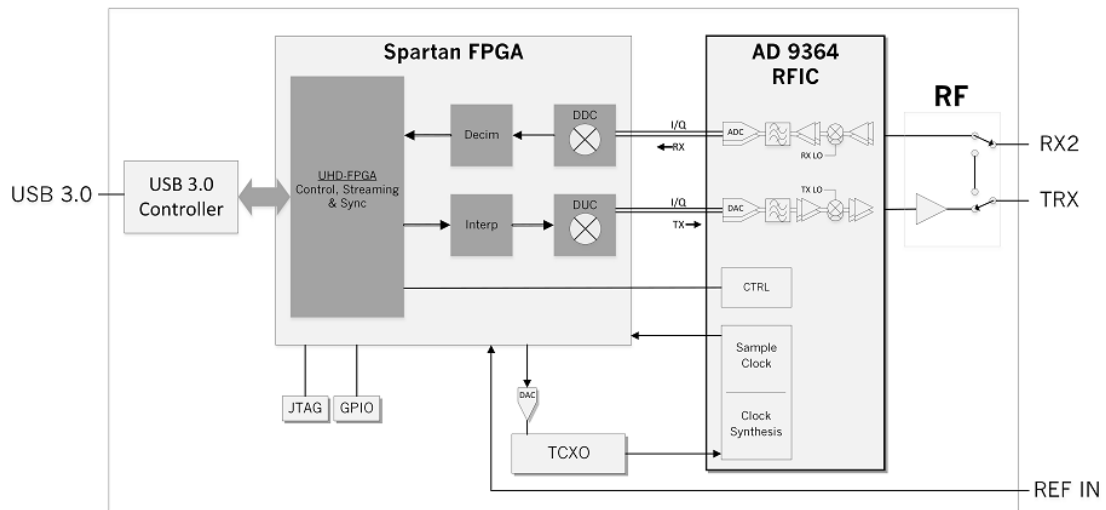 Spartan FPGA
AD 9364
RFIC
RF
USB 3.0
USB 3.0
Controller
UHD-FPGA
Control, Streaming
& Sync
Decim
DDC
I/Q
RX
ADC
RX LO
RX2
Interp
DUC
I/Q
TX
DAC
TX LO
TRX
CTRL
Sample
Clock
Clock
Synthesis
JTAG
GPIO
DAC
TCXO
REF IN